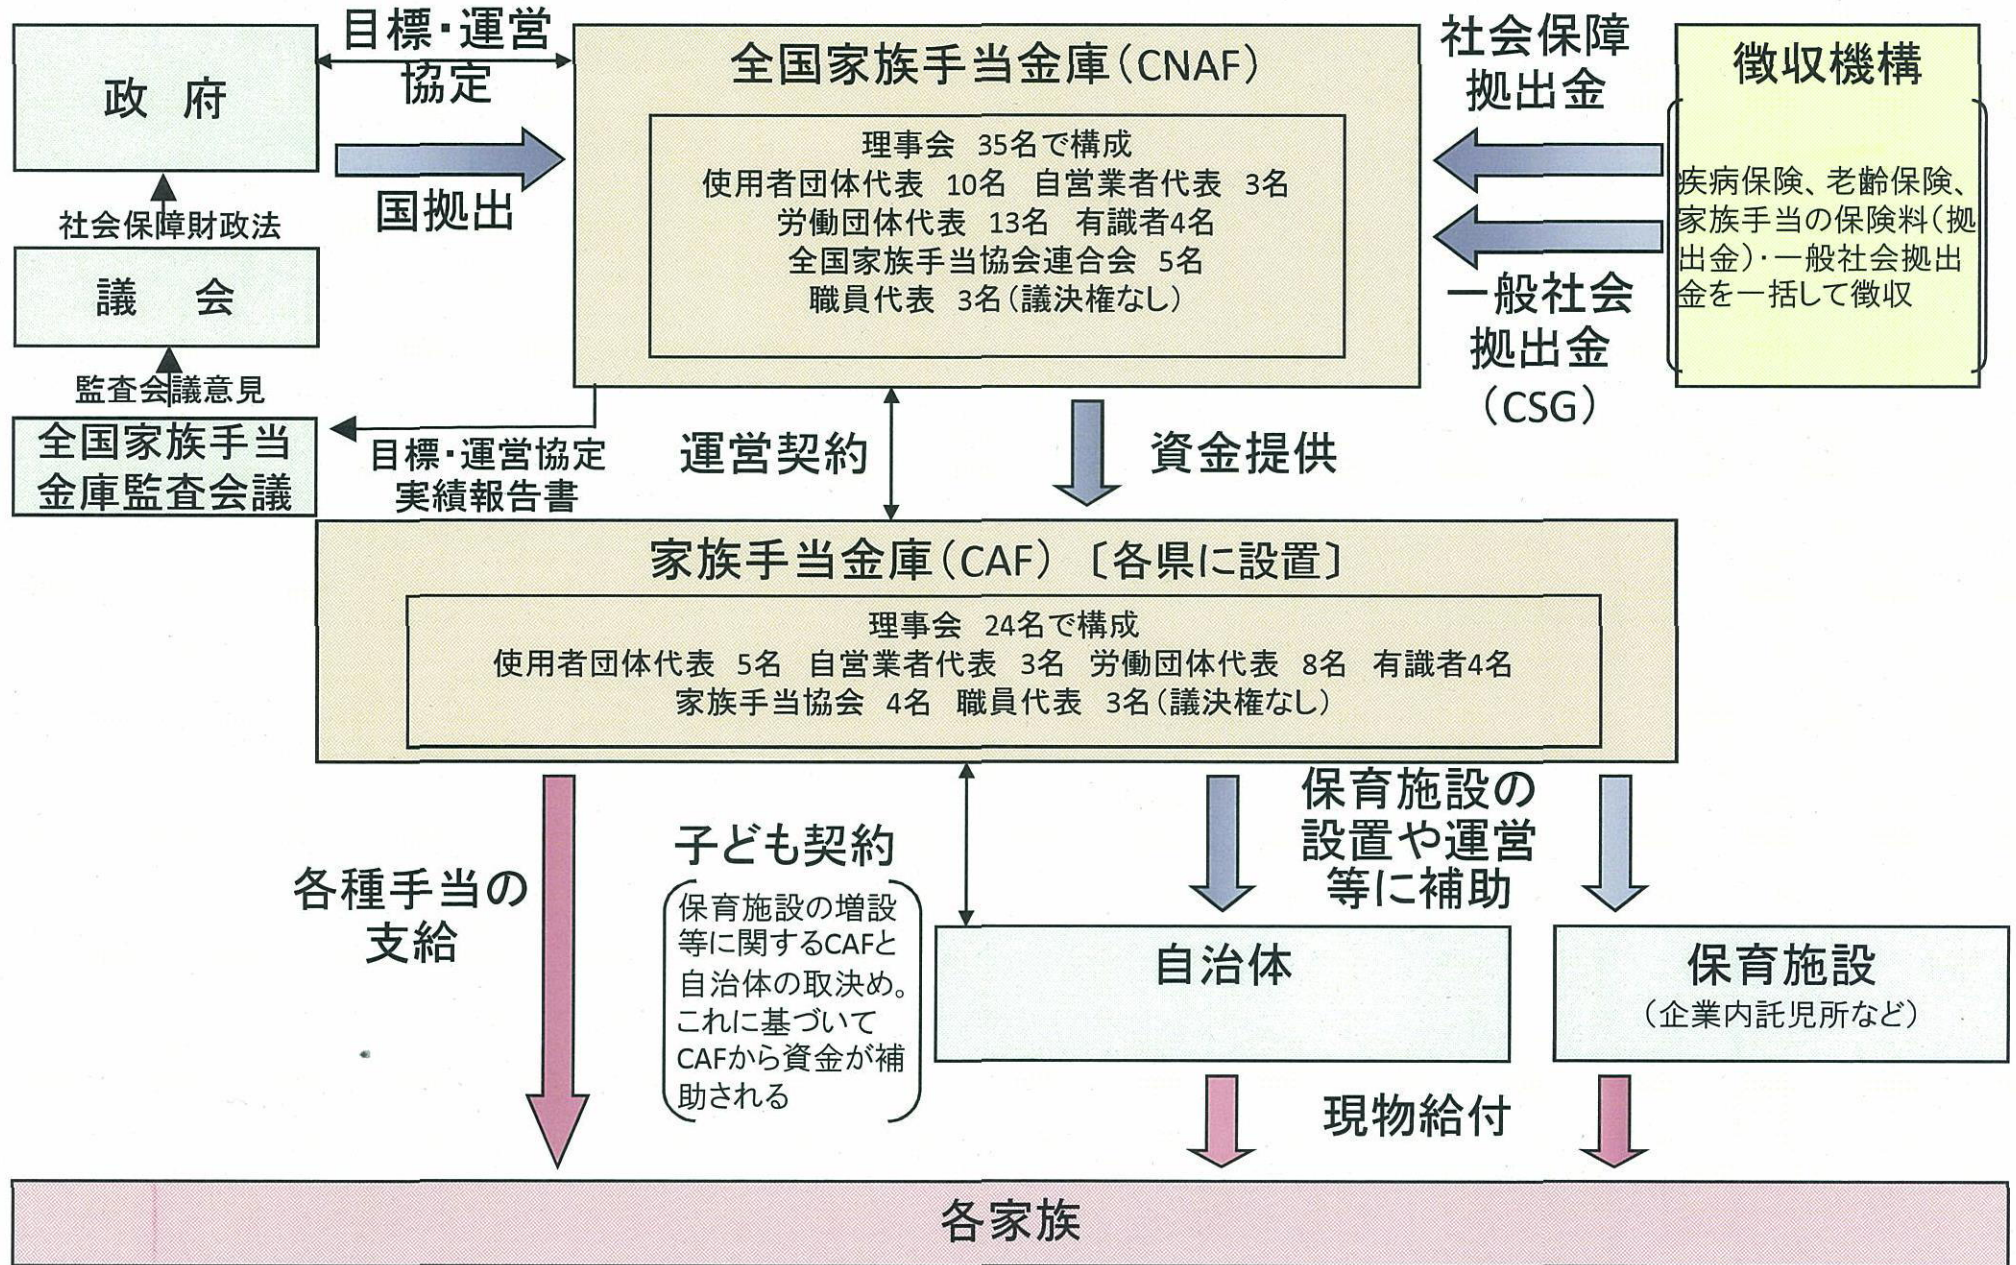 目標・運営
協定
政 府
国拠出
社会保障財政法
議 会
監査会議意見
全国家族手当
金庫監査会議
目標・運営協定
実績報告書
全国家族手当金庫(CNAF)
理事会 35名で構成
使用者団体代表 10名 自営業者代表 3名
労働団体代表 13名 有識者4名
全国家族手当協会連合会 5名
職員代表 3名(議決権なし)
社会保障
拠出金
一般社会
拠出金
(CSG)
徴収機構
疾病保険、老齢保険、
家族手当の保険料(拠
出金)・一般社会拠出
金を一括して徴収
運営契約
資金提供
家族手当金庫(CAF)〔各県に設置〕
理事会 24名で構成
使用者団体代表 5名 自営業者代表 3名 労働団体代表 8名 有識者4名
家族手当協会 4名 職員代表 3名(議決権なし)
各種手当の
支給
子ども契約
保育施設の増設
等に関するCAFと
自治体の取決め。
これに基づいて
CAFから資金が補
助される
保育施設の
設置や運営
等に補助
自治体
保育施設
(企業内託児所など)
現物給付
各家族